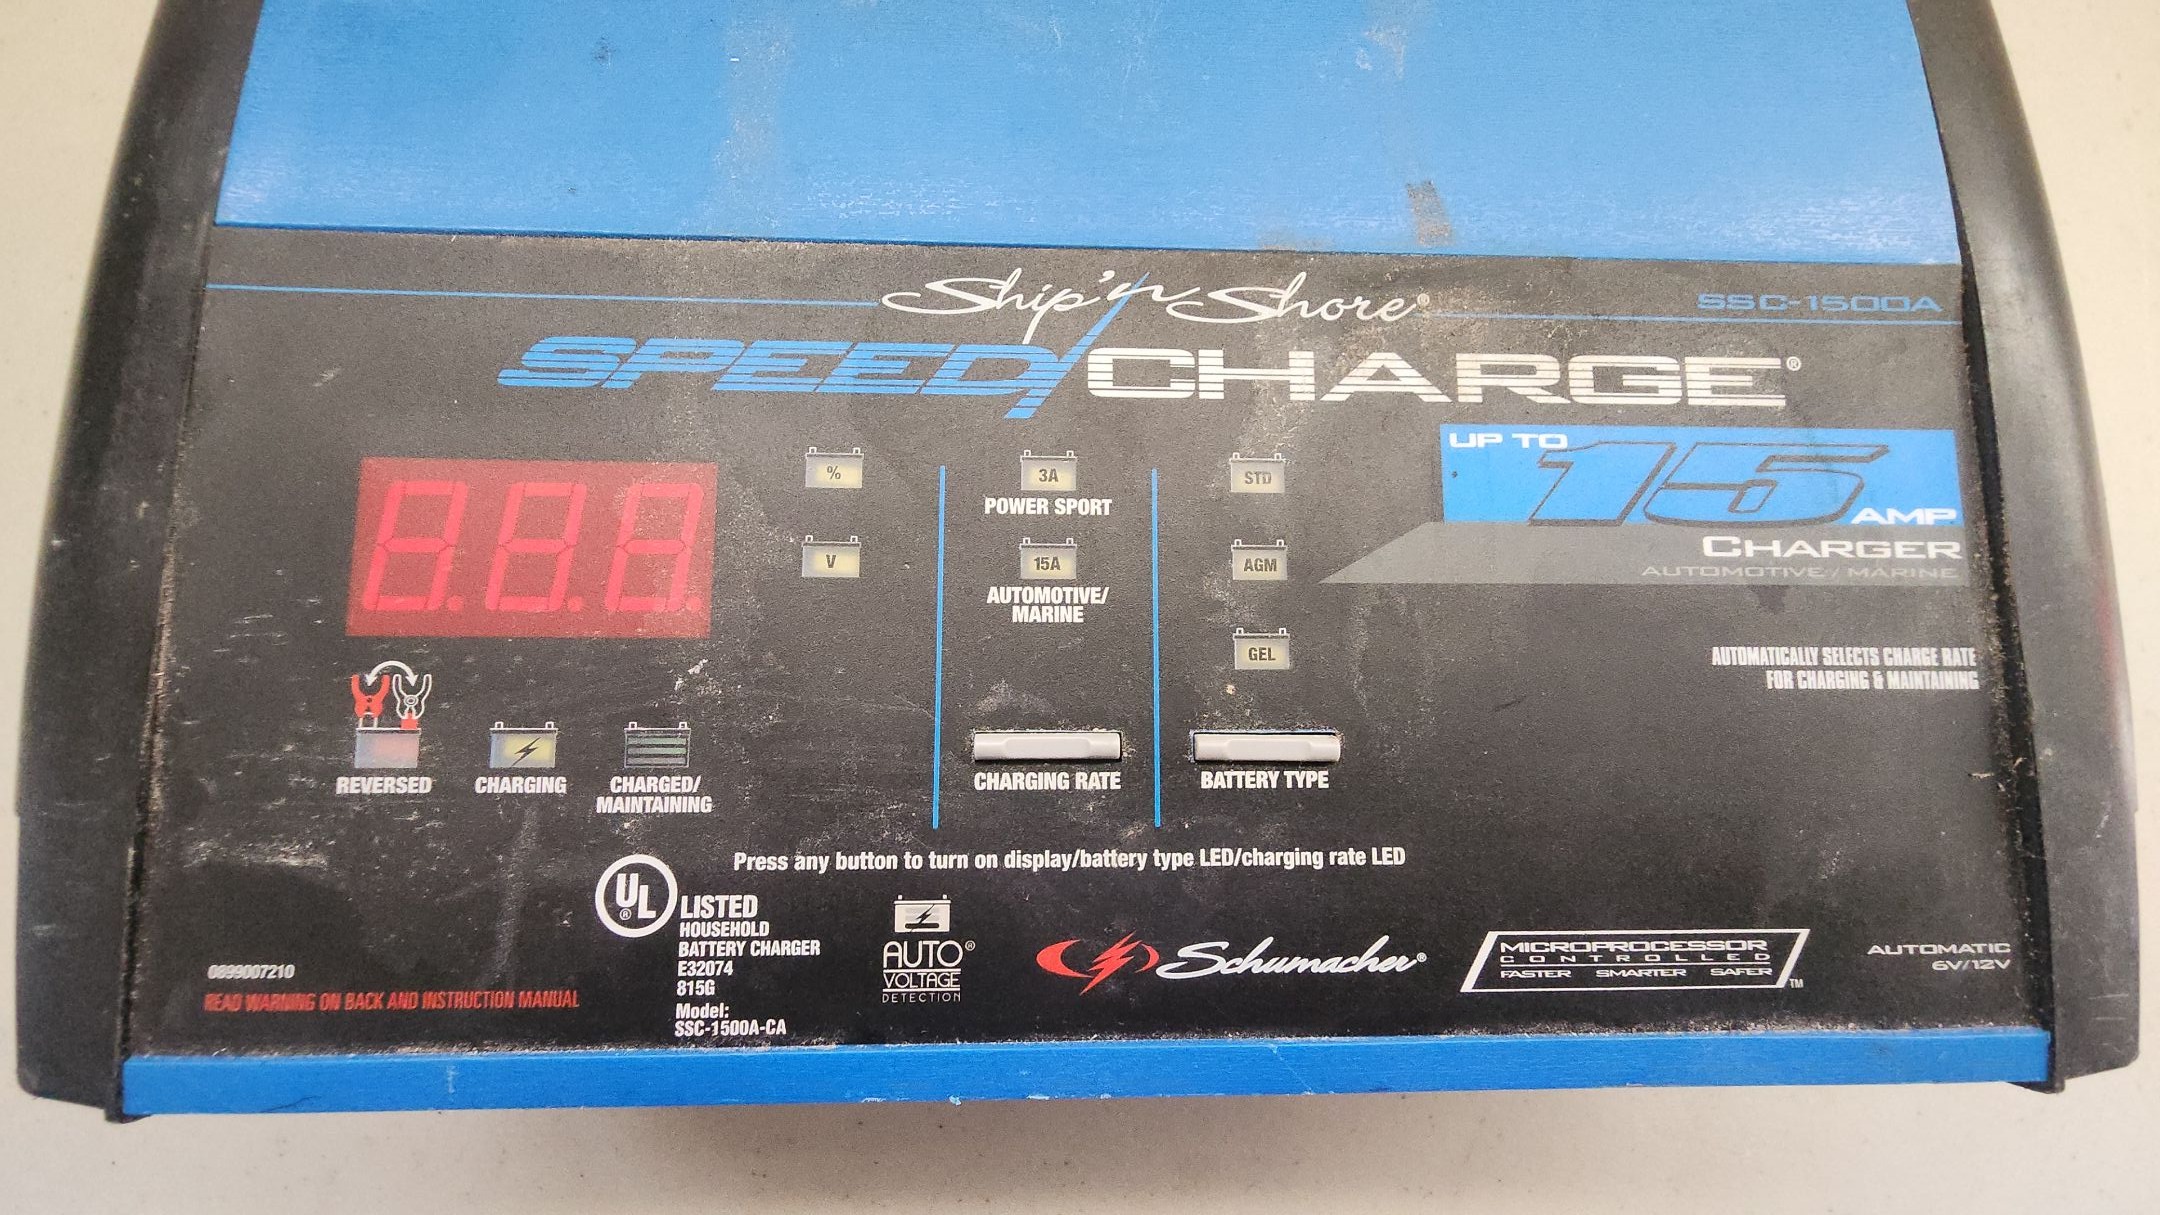 Ship 'n Shore®
SSC-1500A
SPEED CHARGE®
UP TO
15
AMP
CHARGER
AUTOMOTIVE / MARINE
8.8.8.
%
V
3A
POWER SPORT
15A
AUTOMOTIVE/
MARINE
STD
AGM
GEL
AUTOMATICALLY SELECTS CHARGE RATE
FOR CHARGING & MAINTAINING
REVERSED
CHARGING
CHARGED/
MAINTAINING
CHARGING RATE
BATTERY TYPE
Press any button to turn on display/battery type LED/charging rate LED
UL®
LISTED
HOUSEHOLD
BATTERY CHARGER
E32074
815G
Model:
SSC-1500A-CA
0899007210
READ WARNING ON BACK AND INSTRUCTION MANUAL
AUTO®
VOLTAGE
DETECTION
Schumacher®
MICROPROCESSOR
CONTROLLED
FASTER SMARTER SAFER
TM
AUTOMATIC
6V/12V